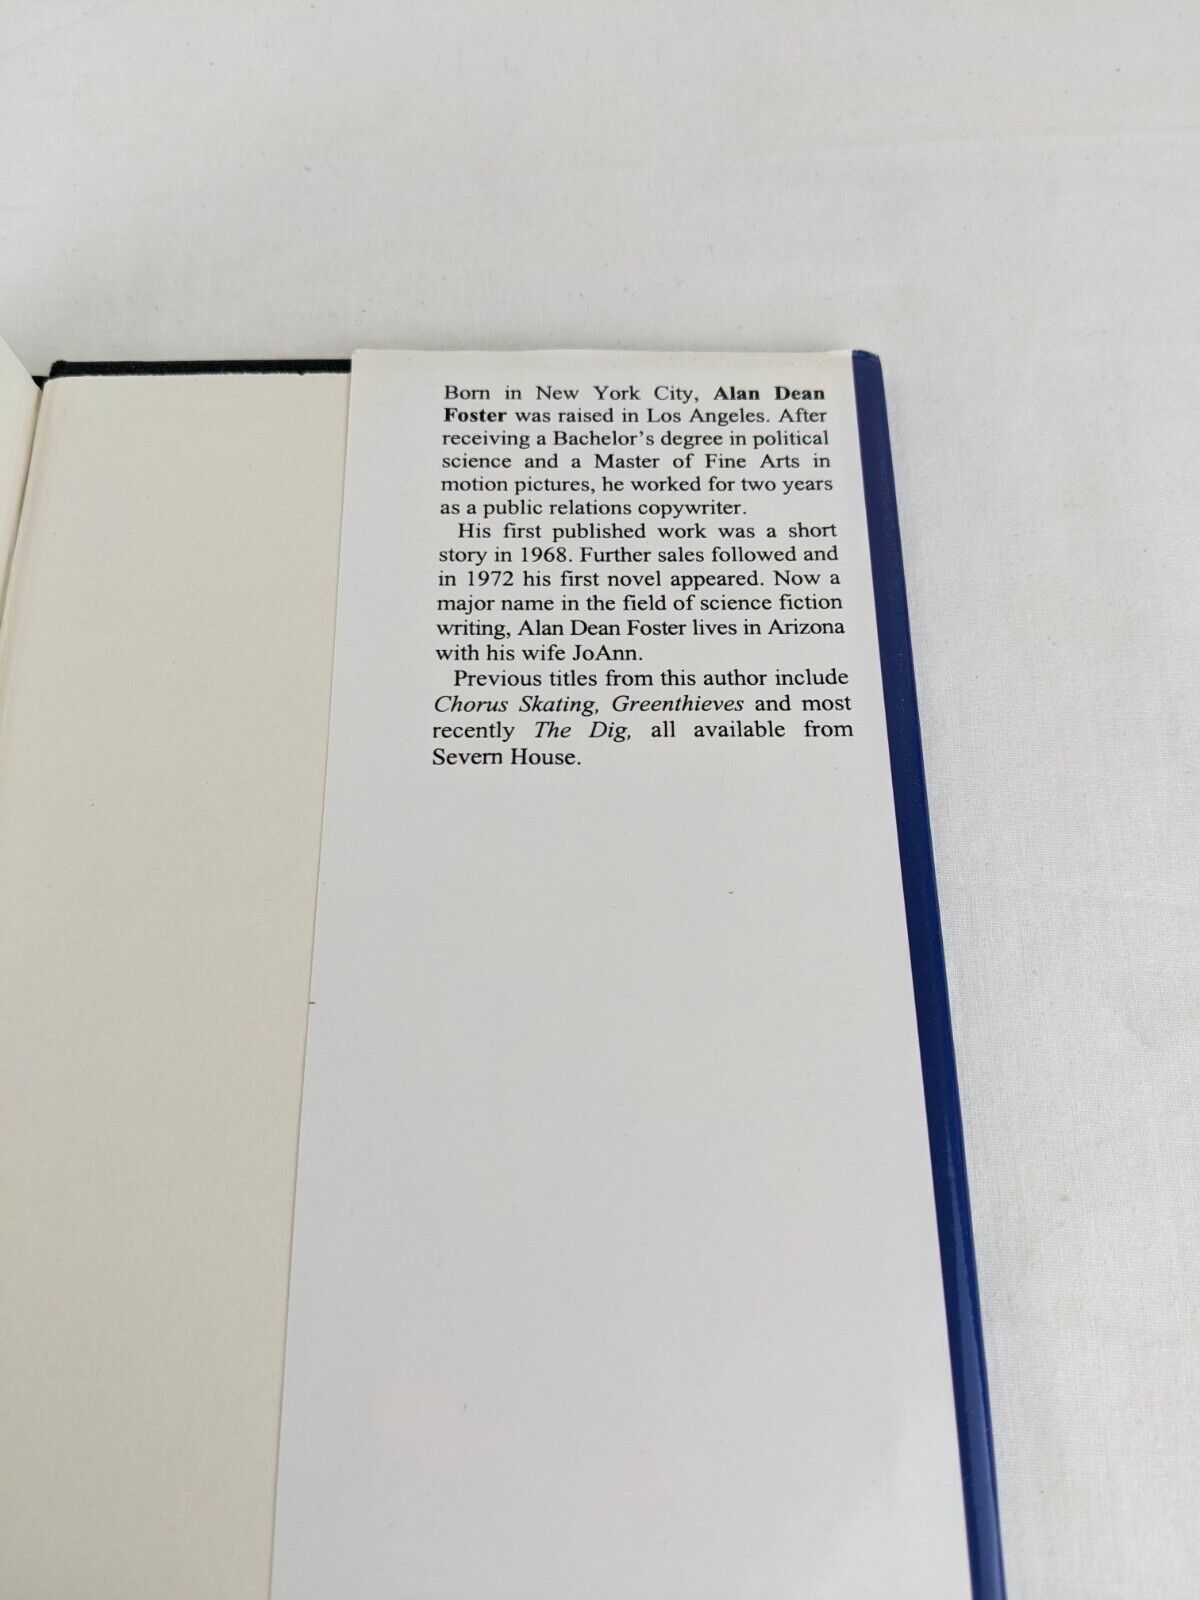 Born in New York City, Alan Dean
Foster was raised in Los Angeles. After
receiving a Bachelor's degree in political
science and a Master of Fine Arts in
motion pictures, he worked for two years
as a public relations copywriter.
His first published work was a short
story in 1968. Further sales followed and
in 1972 his first novel appeared. Now a
major name in the field of science fiction
writing, Alan Dean Foster lives in Arizona
with his wife JoAnn.
Previous titles from this author include
Chorus Skating, Greenthieves and most
recently The Dig, all available from
Severn House.